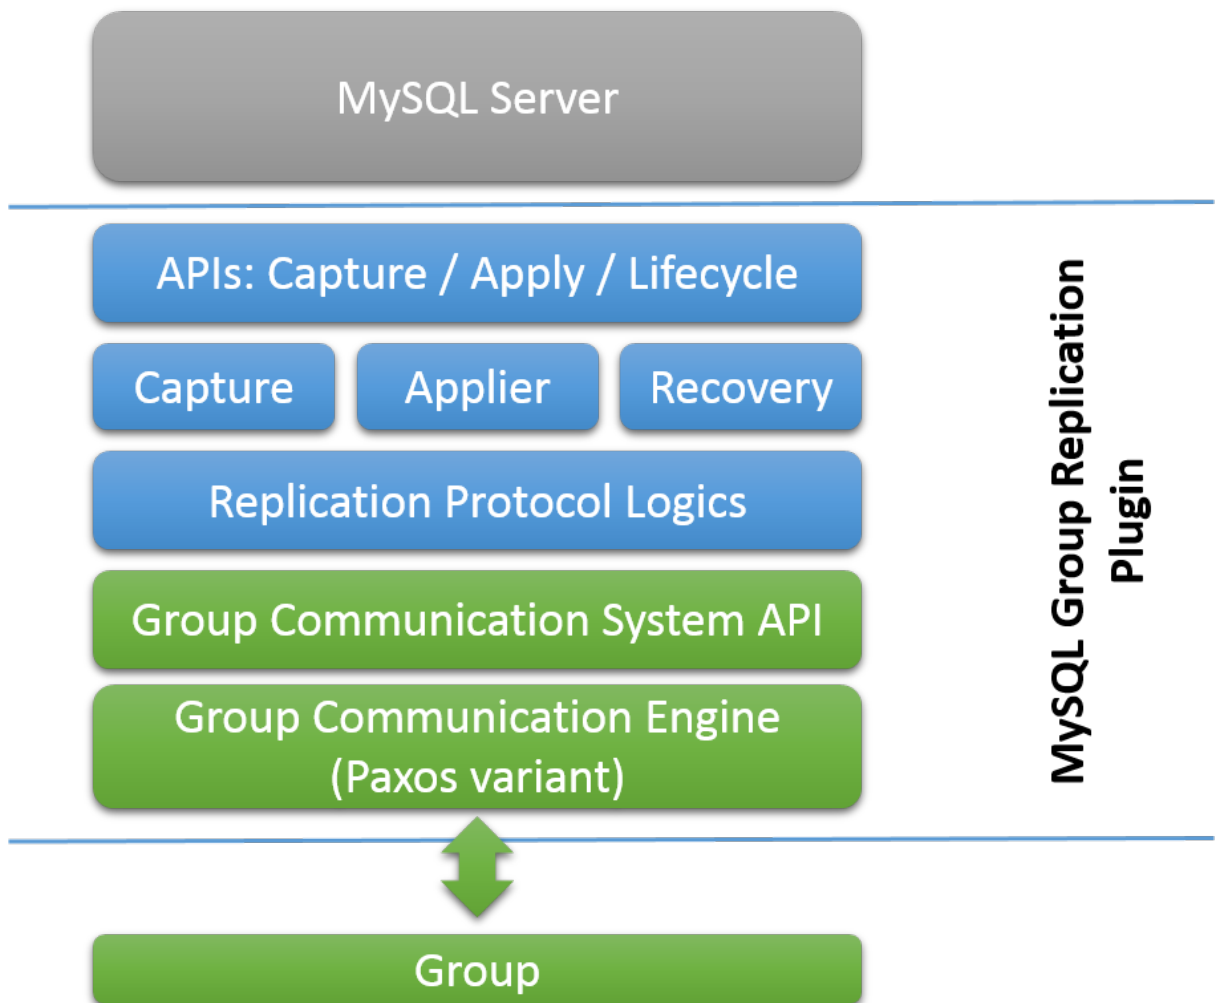 MySQL Server
APIs: Capture / Apply / Lifecycle
Capture
Applier
Recovery
Replication Protocol Logics
Group Communication System API
Group Communication Engine
(Paxos variant)
Group
MySQL Group Replication
Plugin